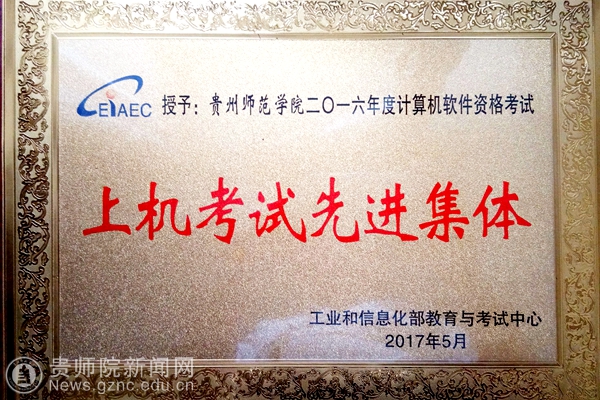 CEIAEC 授予：贵州师范学院二〇一六年度计算机软件资格考试
上机考试先进集体
工业和信息化部教育与考试中心
2017年5月
贵师院新闻网
News.gznc.edu.cn